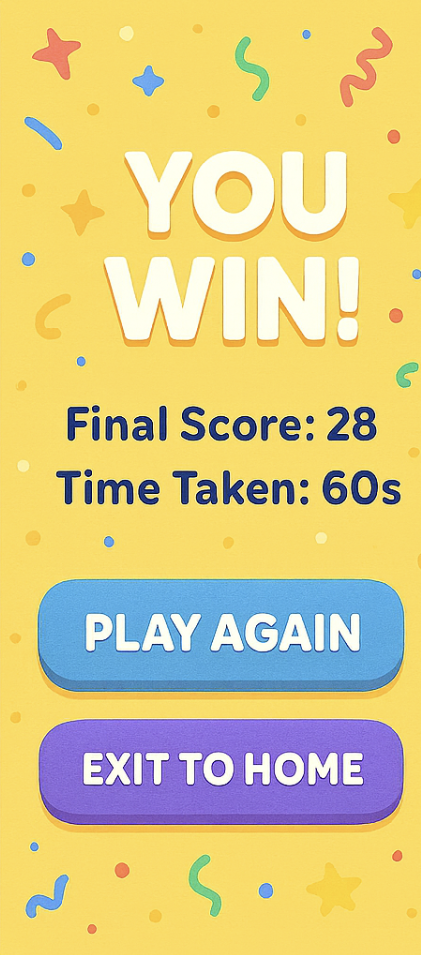 YOU
WIN!
Final Score: 28
Time Taken: 60s
PLAY AGAIN
EXIT TO HOME